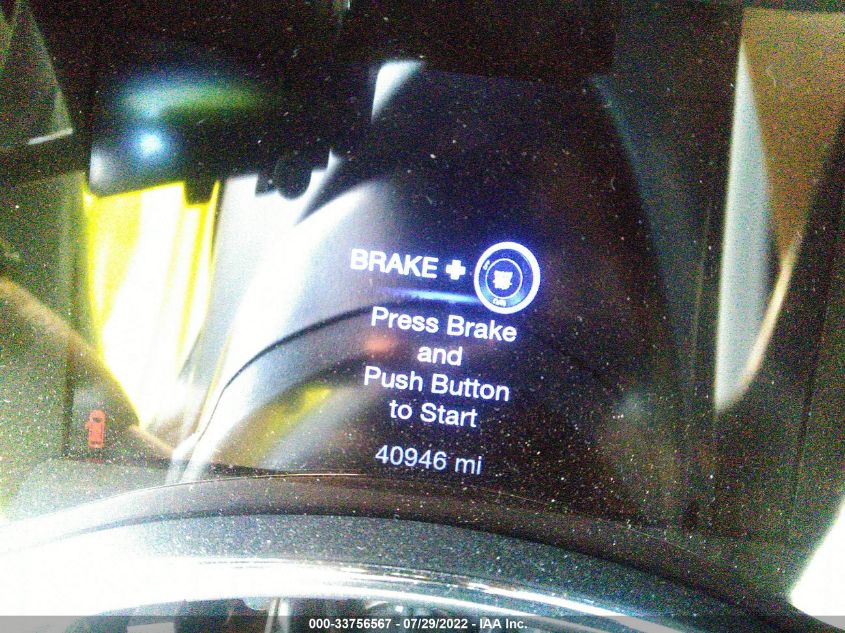 BRAKE +
Press Brake
and
Push Button
to Start
40946 mi
000-33756567 - 07/29/2022 - IAA Inc.